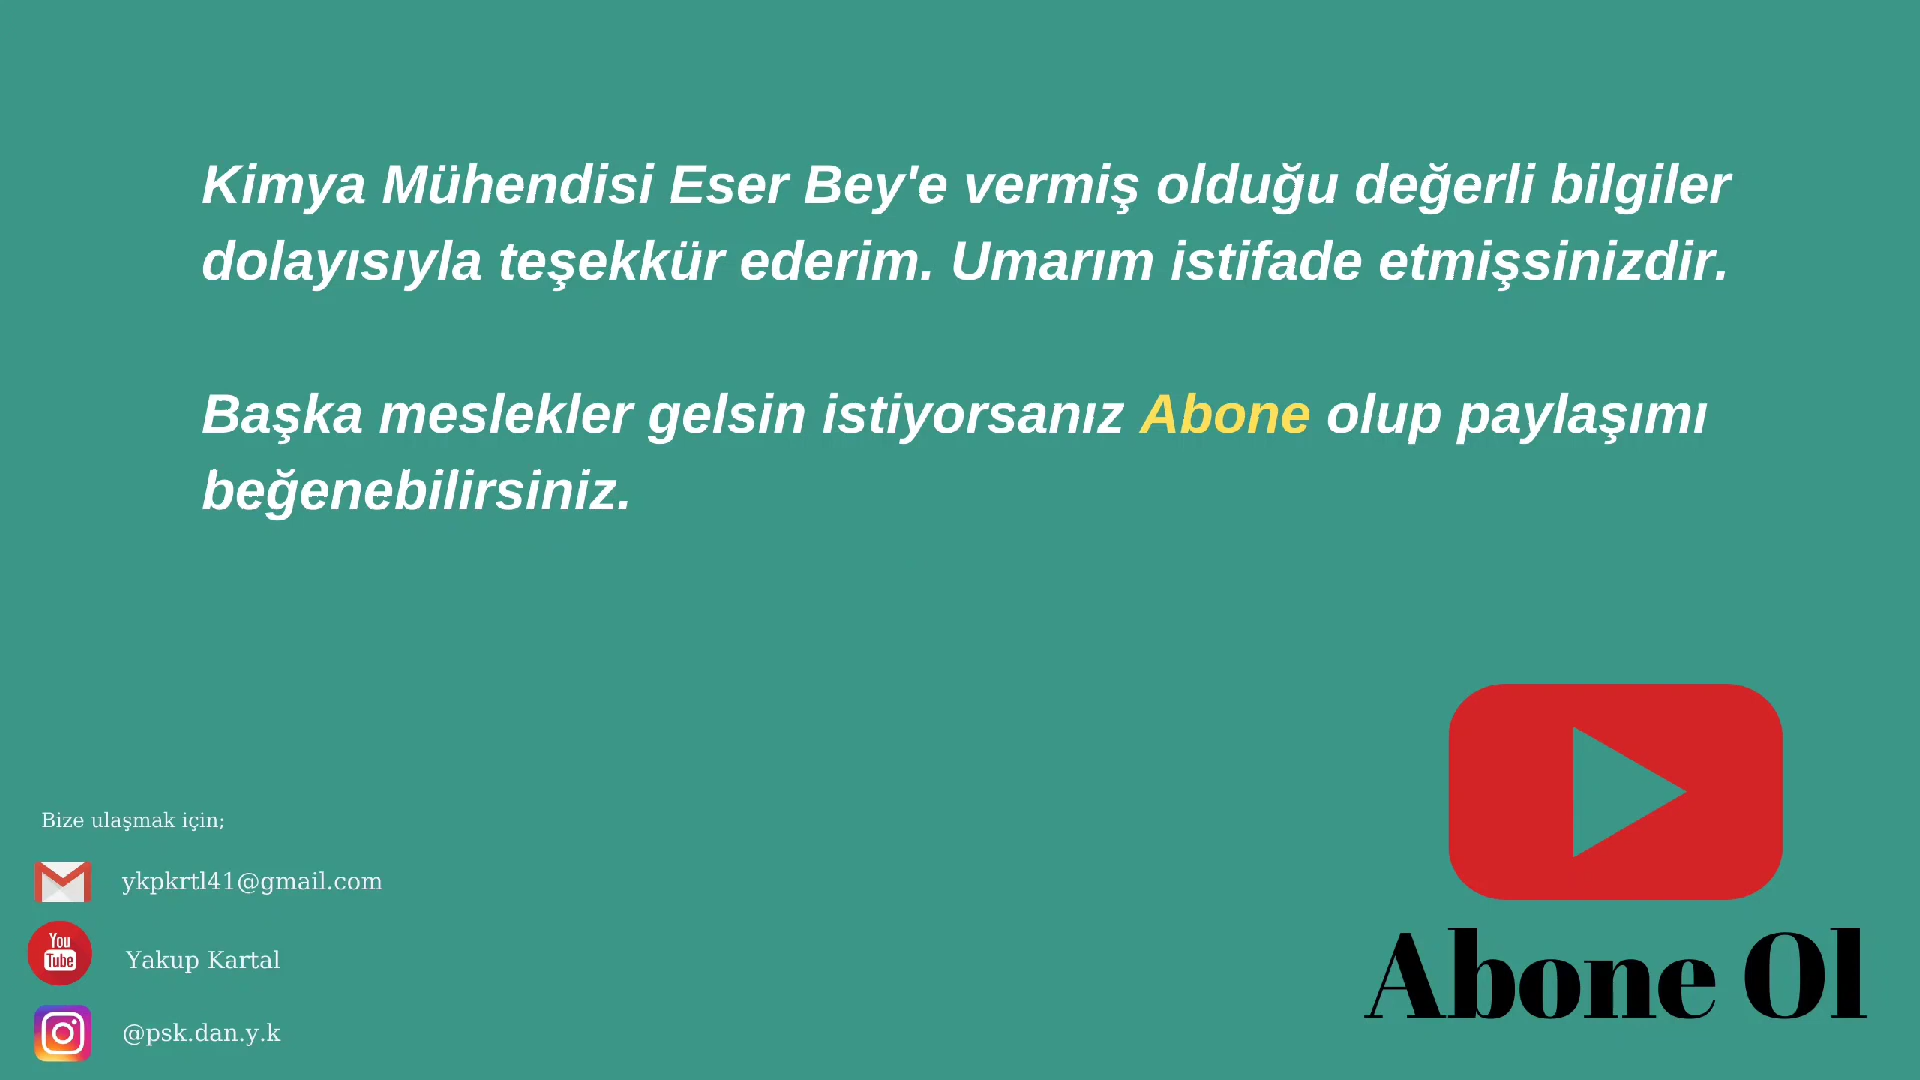 Kimya Mühendisi Eser Bey'e vermiş olduğu değerli bilgiler
dolayısıyla teşekkür ederim. Umarım istifade etmişsinizdir.
Başka meslekler gelsin istiyorsanız Abone olup paylaşımı
beğenebilirsiniz.
Bize ulaşmak için;
ykpkrtl41@gmail.com
You
Tube
Yakup Kartal
@psk.dan.y.k
Abone Ol